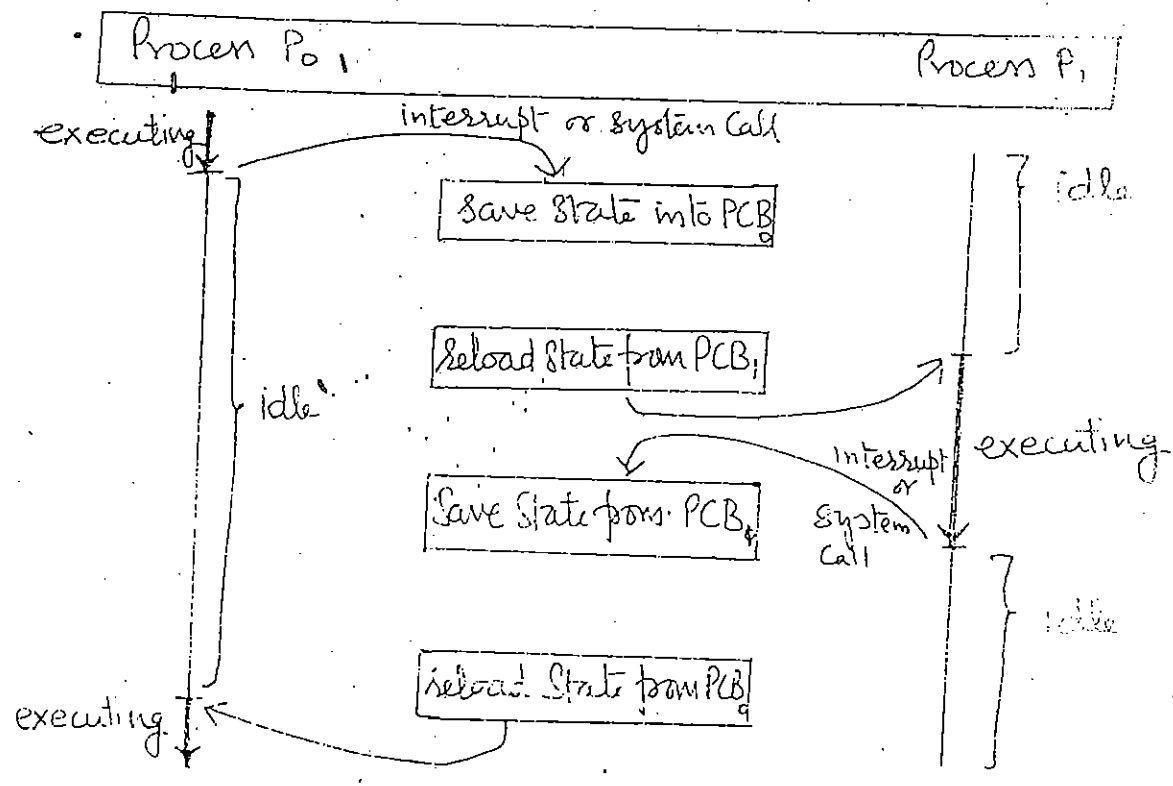 Process P0 ,
Process P1
executing
interrupt or system Call
idle
Save State into PCB0
reload State from PCB1
idle
executing
interrupt
or
system
Call
Save State from PCB1
idle
reload State from PCB0
executing